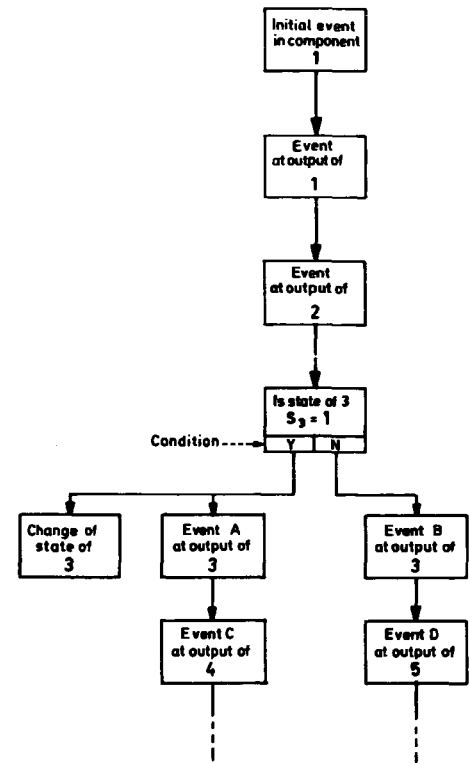 Initial event
in component
1
Event
at output of
1
Event
at output of
2
Is state of 3
S3 = 1
Condition
Y N
Change of
state of
3
Event A
at output of
3
Event B
at output of
3
Event C
at output of
4
Event D
at output of
5